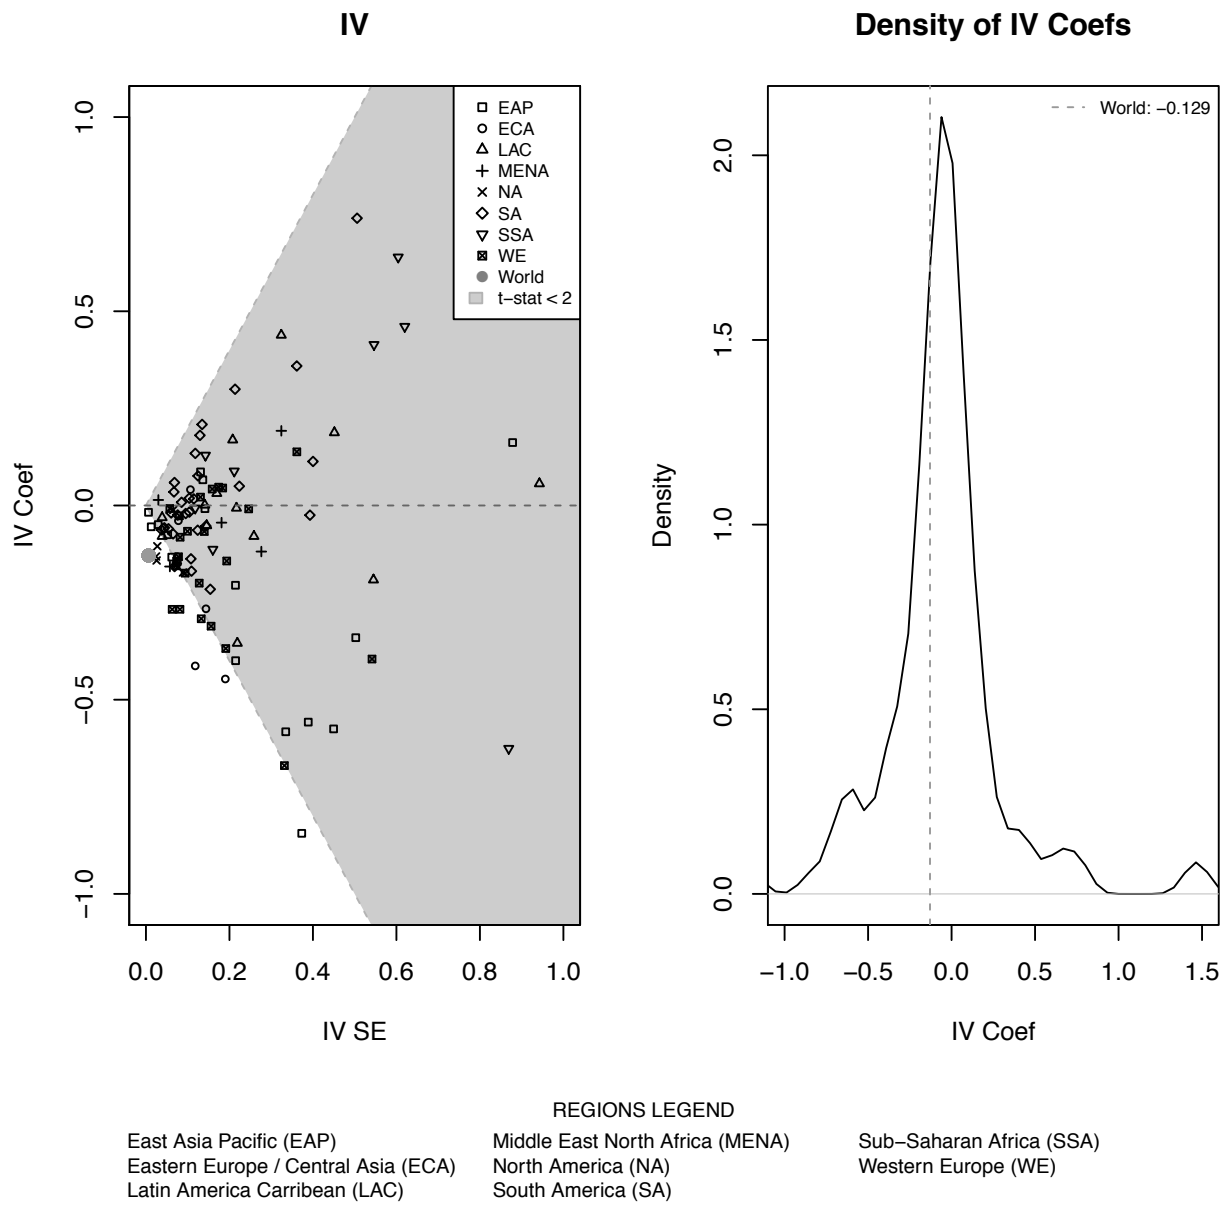 IV
Density of IV Coefs
1.0
0.5
0.0
−0.5
−1.0
IV Coef
EAP
ECA
LAC
MENA
NA
SA
SSA
WE
World
t−stat < 2
0.0 0.2 0.4 0.6 0.8 1.0
IV SE
2.0
1.5
1.0
0.5
0.0
Density
World: −0.129
−1.0 −0.5 0.0 0.5 1.0 1.5
IV Coef
REGIONS LEGEND
East Asia Pacific (EAP)
Eastern Europe / Central Asia (ECA)
Latin America Carribean (LAC)
Middle East North Africa (MENA)
North America (NA)
South America (SA)
Sub−Saharan Africa (SSA)
Western Europe (WE)